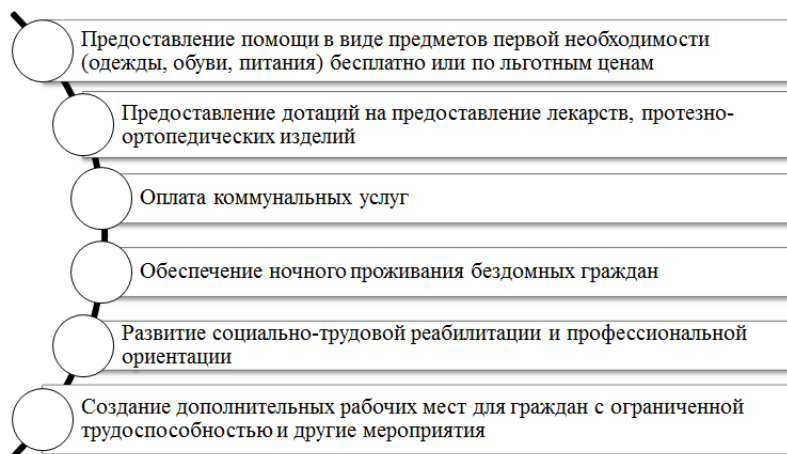 Предоставление помощи в виде предметов первой необходимости
(одежды, обуви, питания) бесплатно или по льготным ценам
Предоставление дотаций на предоставление лекарств, протезно-
ортопедических изделий
Оплата коммунальных услуг
Обеспечение ночного проживания бездомных граждан
Развитие социально-трудовой реабилитации и профессиональной
ориентации
Создание дополнительных рабочих мест для граждан с ограниченной
трудоспособностью и другие мероприятия